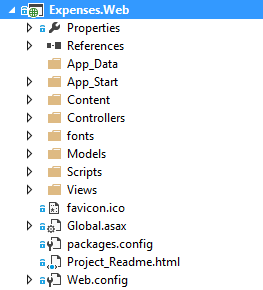 Expenses.Web
Properties
References
App_Data
App_Start
Content
Controllers
fonts
Models
Scripts
Views
favicon.ico
Global.asax
packages.config
Project_Readme.html
Web.config